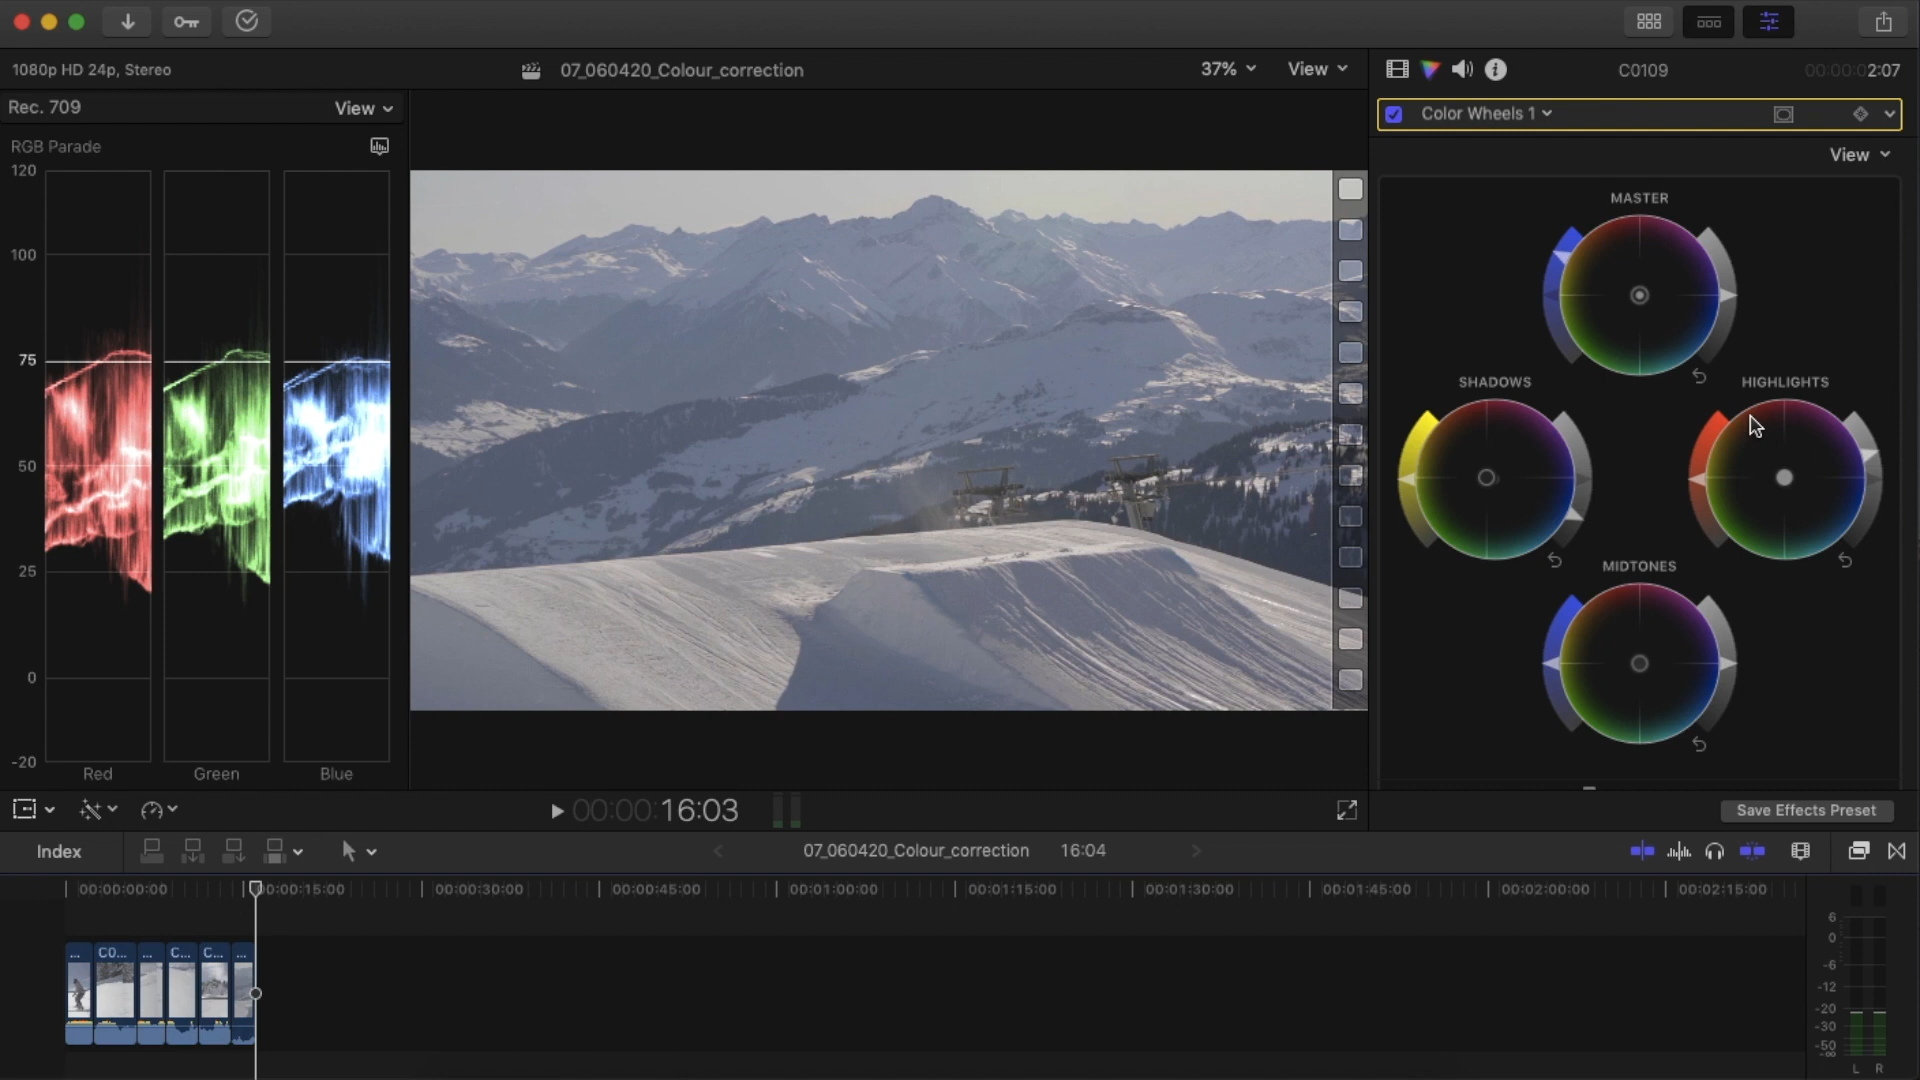 1080p HD 24p, Stereo
07_060420_Colour_correction
37%
View
C0109
00:00:02:07
Rec. 709
View
Color Wheels 1
RGB Parade
View
120
100
75
50
25
0
-20
Red
Green
Blue
MASTER
SHADOWS
HIGHLIGHTS
MIDTONES
00:00:16:03
Save Effects Preset
Index
07_060420_Colour_correction
16:04
00:00:00:00
00:00:15:00
00:00:30:00
00:00:45:00
00:01:00:00
00:01:15:00
00:01:30:00
00:01:45:00
00:02:00:00
00:02:15:00
...
C0...
...
C...
C...
...
6
0
-6
-12
-20
-30
-50
-∞
L
R